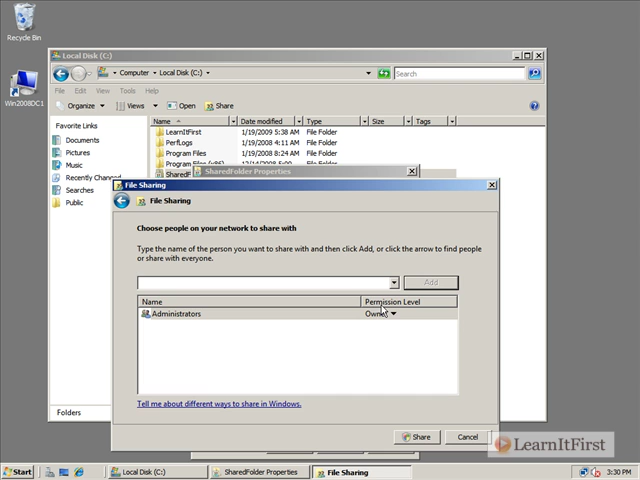 Recycle Bin
Win2008DC1
Local Disk (C:)
Computer Local Disk (C:)
Search
File Edit View Tools Help
Organize Views Open Share
Favorite Links
Documents
Pictures
Music
Recently Changed
Searches
Public
Folders
Name Date modified Type Size Tags
LearnItFirst 1/19/2009 5:38 AM File Folder
PerfLogs 1/19/2008 4:11 AM File Folder
Program Files 1/19/2008 8:24 AM File Folder
Program Files (x86) File Folder
SharedFolder Properties
File Sharing
File Sharing
Choose people on your network to share with
Type the name of the person you want to share with and then click Add, or click the arrow to find people
or share with everyone.
Add
Name Permission Level
Administrators Owner
Tell me about different ways to share in Windows.
Share Cancel
LearnItFirst
Start Local Disk (C:) SharedFolder Properties File Sharing 3:30 PM